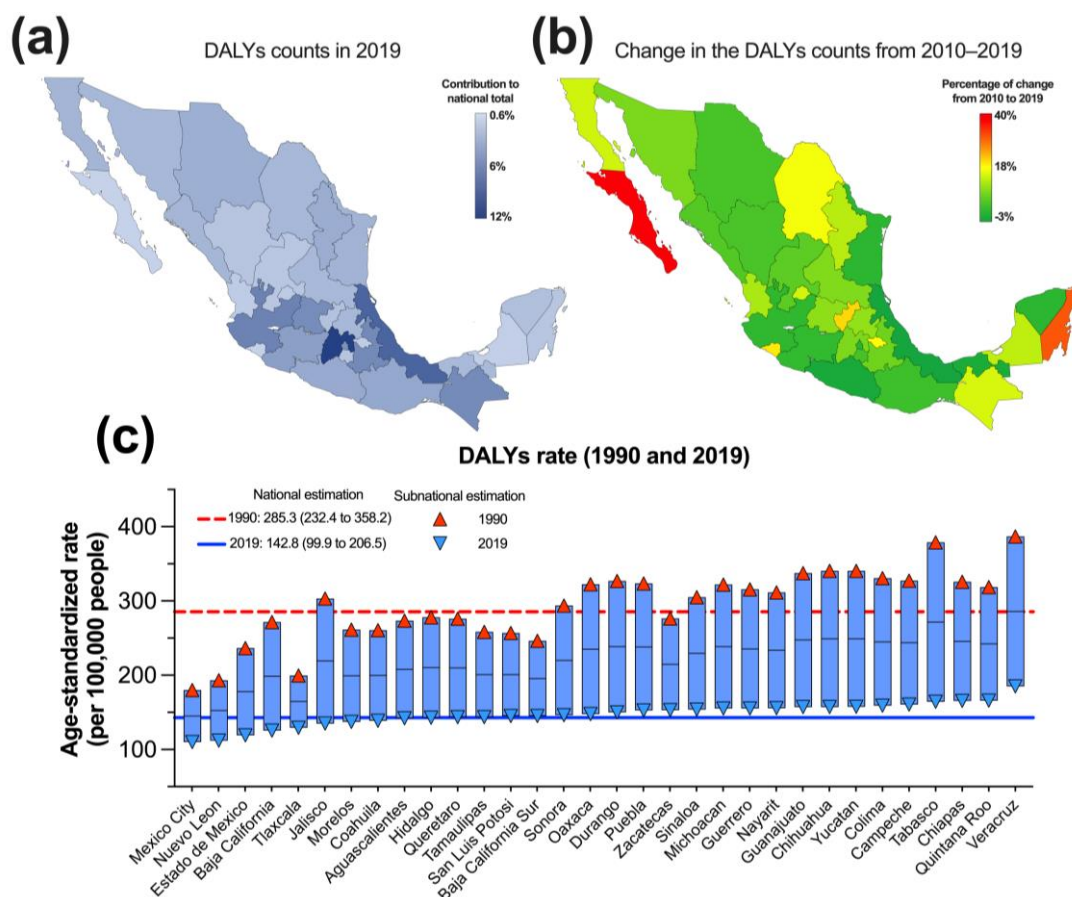 (a)
DALYs counts in 2019
Contribution to
national total
0.6%
6%
12%
(b)
Change in the DALYs counts from 2010–2019
Percentage of change
from 2010 to 2019
40%
18%
-3%
(c)
DALYs rate (1990 and 2019)
National estimation
Subnational estimation
1990: 285.3 (232.4 to 358.2)
1990
2019: 142.8 (99.9 to 206.5)
2019
Age-standardized rate
(per 100,000 people)
400
300
200
100
Mexico City
Nuevo Leon
Estado de Mexico
Baja California
Tlaxcala
Jalisco
Morelos
Coahuila
Aguascalientes
Hidalgo
Queretaro
Tamaulipas
San Luis Potosi
Baja California Sur
Sonora
Oaxaca
Durango
Puebla
Zacatecas
Sinaloa
Michoacan
Guerrero
Nayarit
Guanajuato
Chihuahua
Yucatan
Colima
Campeche
Tabasco
Chiapas
Quintana Roo
Veracruz